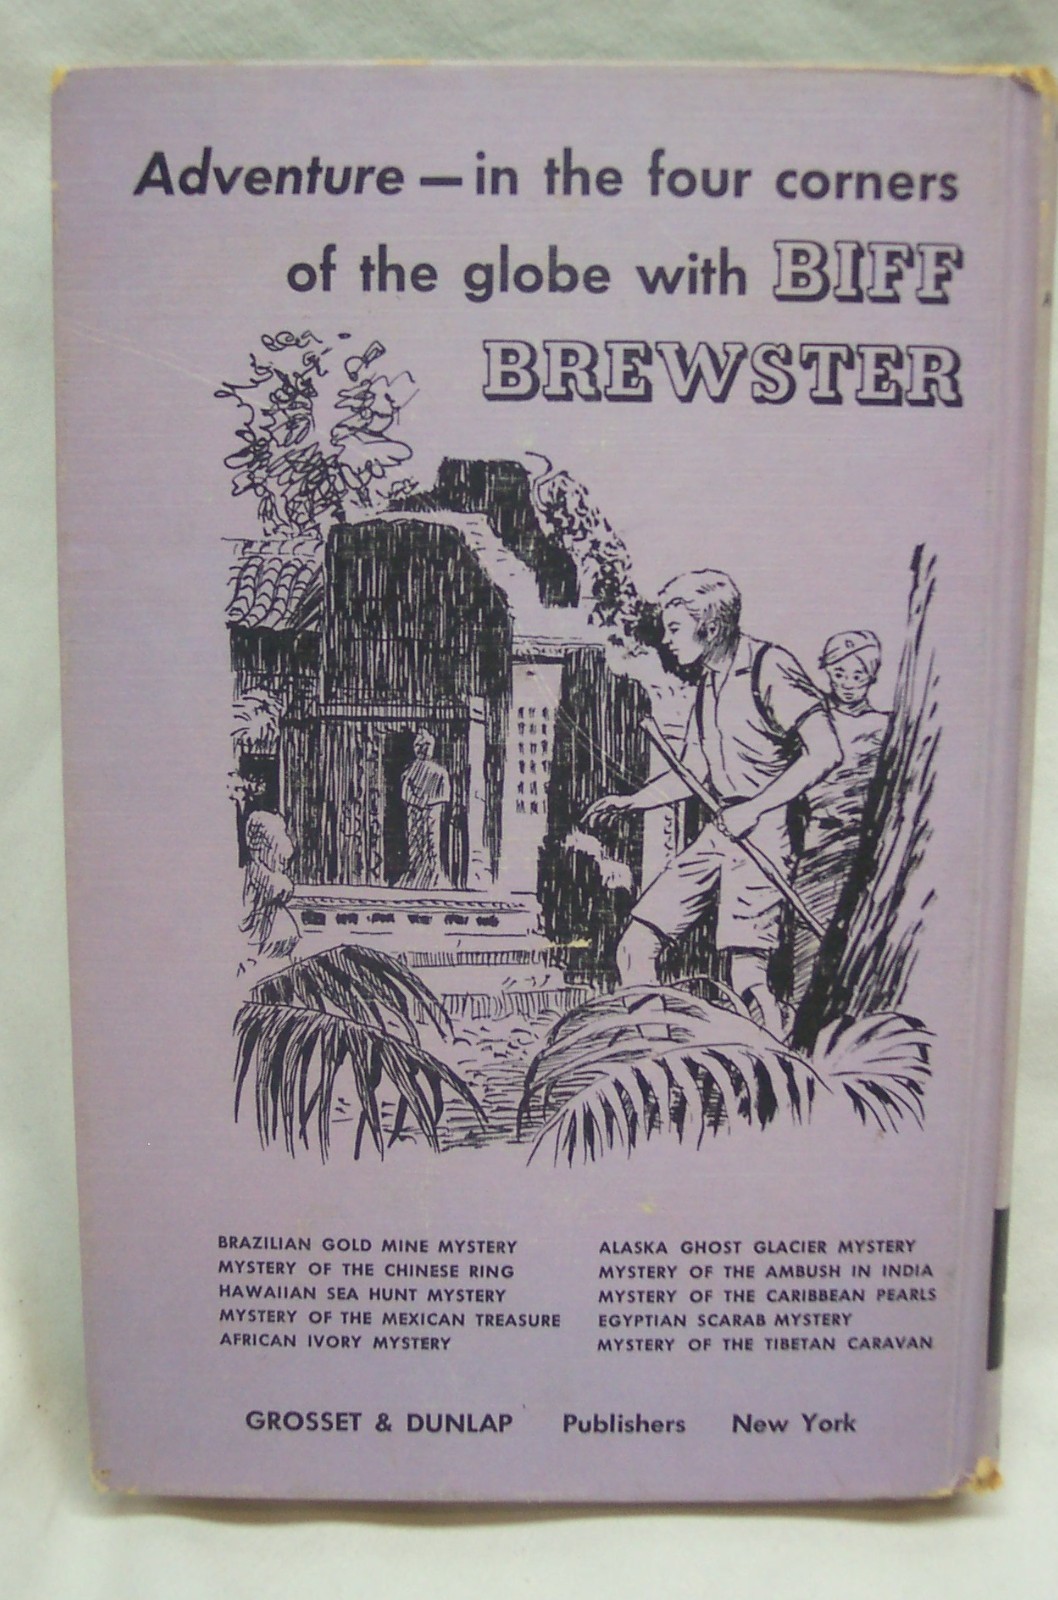 Adventure — in the four corners
of the globe with BIFF
BREWSTER
BRAZILIAN GOLD MINE MYSTERY
MYSTERY OF THE CHINESE RING
HAWAIIAN SEA HUNT MYSTERY
MYSTERY OF THE MEXICAN TREASURE
AFRICAN IVORY MYSTERY
ALASKA GHOST GLACIER MYSTERY
MYSTERY OF THE AMBUSH IN INDIA
MYSTERY OF THE CARIBBEAN PEARLS
EGYPTIAN SCARAB MYSTERY
MYSTERY OF THE TIBETAN CARAVAN
GROSSET & DUNLAP Publishers New York